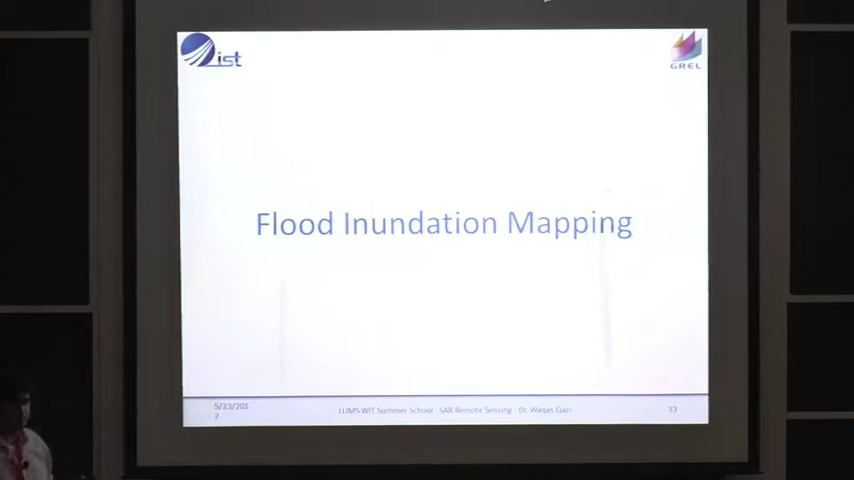 ist
GREL
Flood Inundation Mapping
5/23/201
7
LUMS WIT Summer School - SAR Remote Sensing - Dr. Waqas Qazi
33